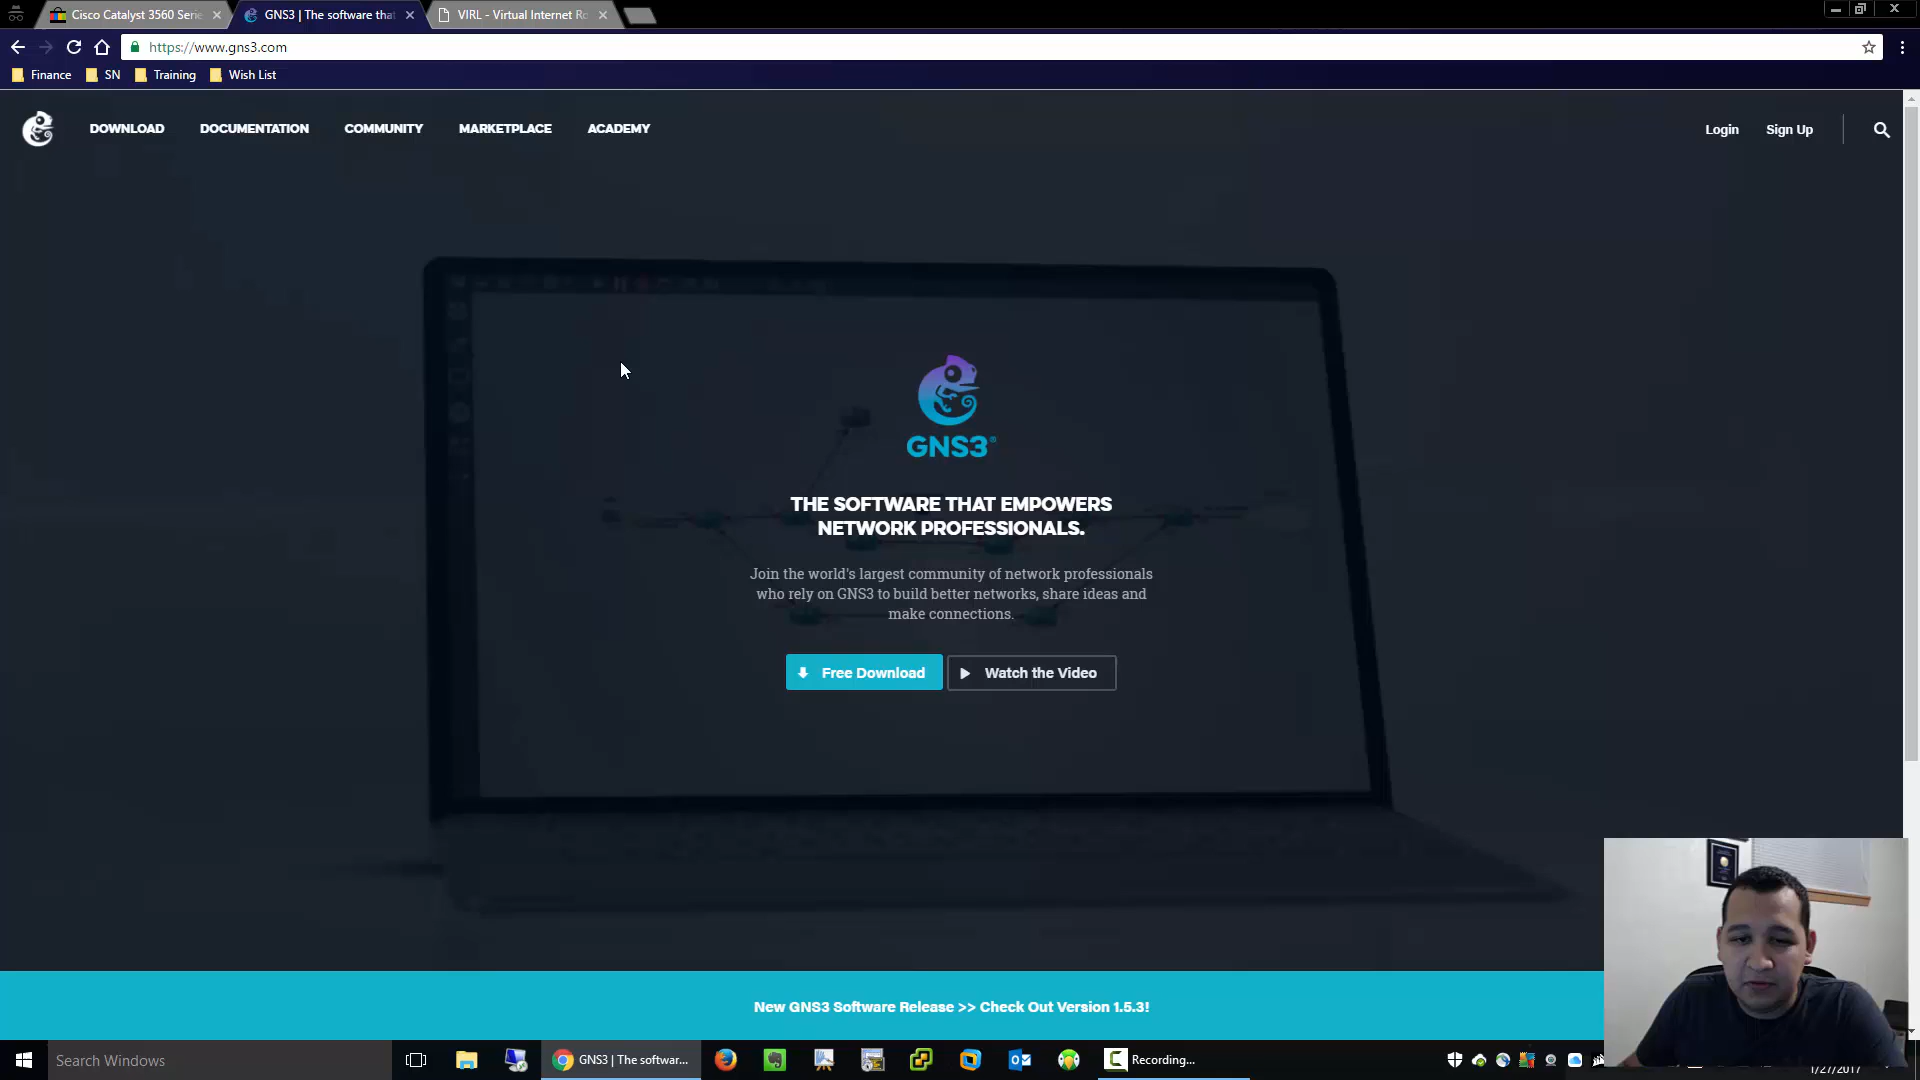 Cisco Catalyst 3560 Serie
GNS3 | The software that
VIRL - Virtual Internet Ro
https://www.gns3.com
Finance
SN
Training
Wish List
DOWNLOAD
DOCUMENTATION
COMMUNITY
MARKETPLACE
ACADEMY
Login
Sign Up
GNS3®
THE SOFTWARE THAT EMPOWERS
NETWORK PROFESSIONALS.
Join the world's largest community of network professionals
who rely on GNS3 to build better networks, share ideas and
make connections.
Free Download
Watch the Video
New GNS3 Software Release >> Check Out Version 1.5.3!
Search Windows
GNS3 | The softwar...
Recording...
1/27/2017